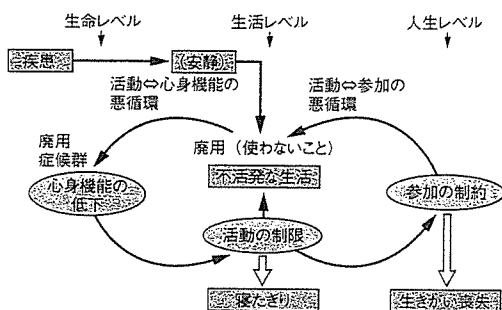 生命レベル
生活レベル
人生レベル
疾患
(安静)
活動⇔心身機能の
悪循環
活動⇔参加の
悪循環
廃用
症候群
廃用(使わないこと)
不活発な生活
心身機能の
低下
参加の制約
活動の制限
寝たきり
生きがい喪失